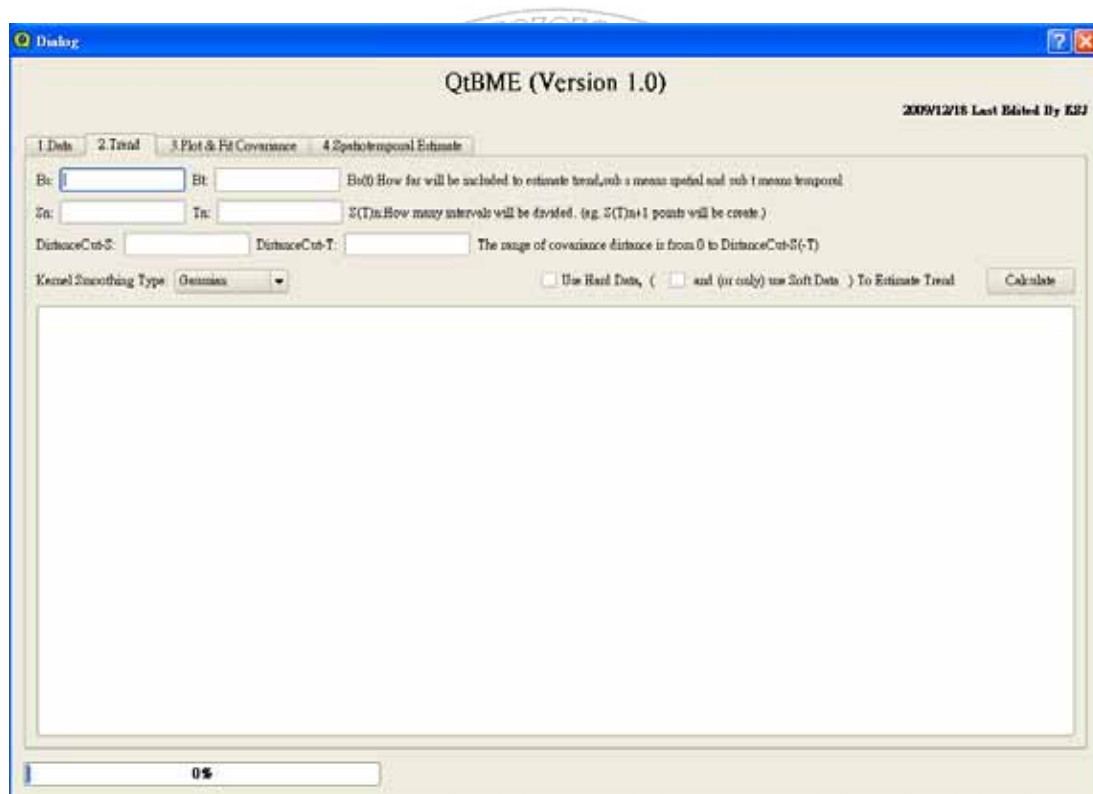 Dialog
QtBME (Version 1.0)
2009/12/18 Last Edited By KSJ
1.Data 2.Trend 3.Plot & Fit Covariance 4.Spatiotemporal Estimate
Bs: Bt: Bs(t):How far will be included to estimate trend,sub s means spatial and sub t means temporal
Sn: Tn: S(T)n:How many intervals will be divided. (eg. S(T)n+1 points will be create.)
DistanceCut-S: DistanceCut-T: The range of covariance distance is from 0 to DistanceCut-S(-T)
Kernel Smoothing Type Gaussian Use Hard Data, ( and (or only) use Soft Data ) To Estimate Trend Calculate
0%